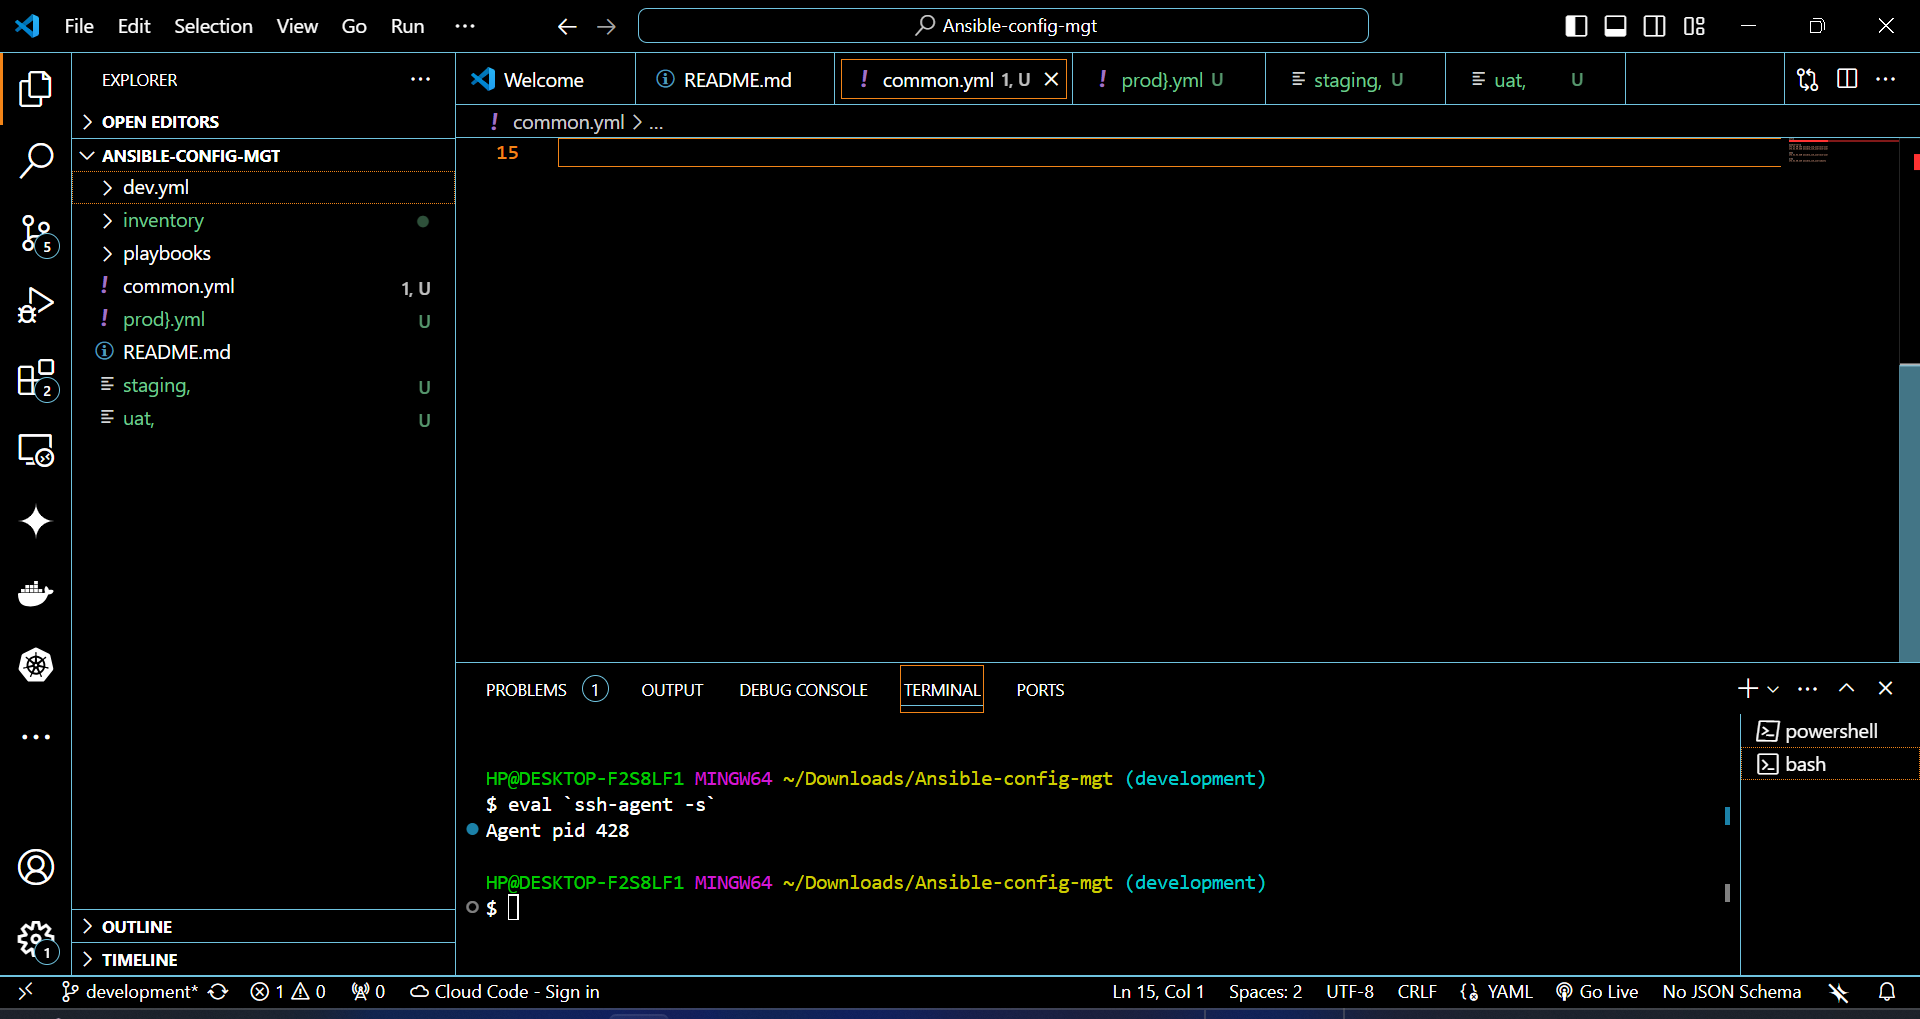 File Edit Selection View Go Run ···
Ansible-config-mgt
EXPLORER ···
OPEN EDITORS
ANSIBLE-CONFIG-MGT
dev.yml
inventory
playbooks
! common.yml 1, U
! prod}.yml U
README.md
staging, U
uat, U
OUTLINE
TIMELINE
5
2
1
Welcome
README.md
! common.yml 1, U
! prod}.yml U
staging, U
uat, U
! common.yml > ...
15
PROBLEMS 1 OUTPUT DEBUG CONSOLE TERMINAL PORTS
HP@DESKTOP-F2S8LF1 MINGW64 ~/Downloads/Ansible-config-mgt (development)
$ eval `ssh-agent -s`
Agent pid 428
HP@DESKTOP-F2S8LF1 MINGW64 ~/Downloads/Ansible-config-mgt (development)
$
powershell
bash
development* 1 0 0 Cloud Code - Sign in Ln 15, Col 1 Spaces: 2 UTF-8 CRLF YAML Go Live No JSON Schema